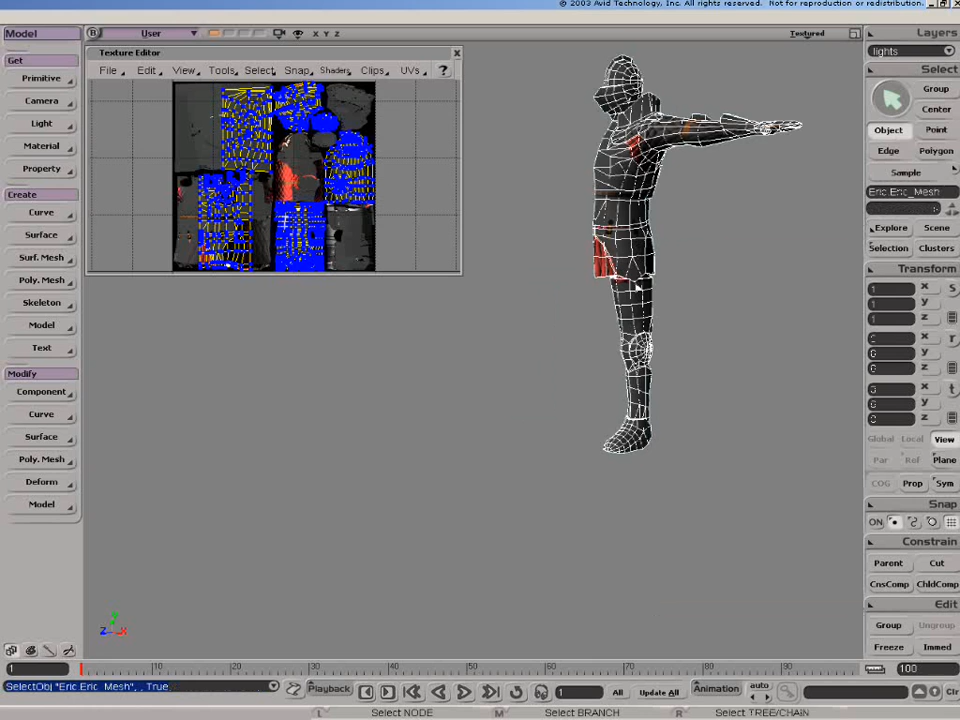 © 2003 Avid Technology, Inc. All rights reserved. Not for reproduction or redistribution.
Model
B User X Y Z Textured
Layers
lights
Get
Primitive
Camera
Light
Material
Property
Create
Curve
Surface
Surf. Mesh
Poly. Mesh
Skeleton
Model
Text
Modify
Component
Curve
Surface
Poly. Mesh
Deform
Model
Texture Editor
File Edit View Tools Select Snap Shaders Clips UVs ?
Select
Group
Center
Object Point
Edge Polygon
Sample
Eric.Eric_Mesh
Explore Scene
Selection Clusters
Transform
1 x s
1 y
1 z
x r
y
z
x t
y
z
Global Local View
Par Ref Plane
COG Prop Sym
Snap
ON
Constrain
Parent Cut
CnsComp ChldComp
Edit
Group Ungroup
Freeze Immed
z y x
1 10 20 30 40 50 60 70 80 90 100
SelectObj "Eric.Eric_Mesh", , True
Playback 1 All Update All Animation auto Clr
L Select NODE M Select BRANCH R Select TREE/CHAIN